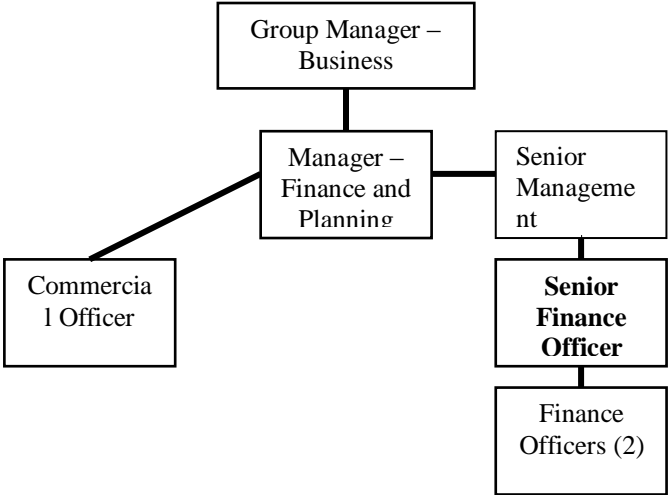 Group Manager –
Business
Manager –
Finance and
Planning
Senior
Manageme
nt
Commercia
l Officer
Senior
Finance
Officer
Finance
Officers (2)